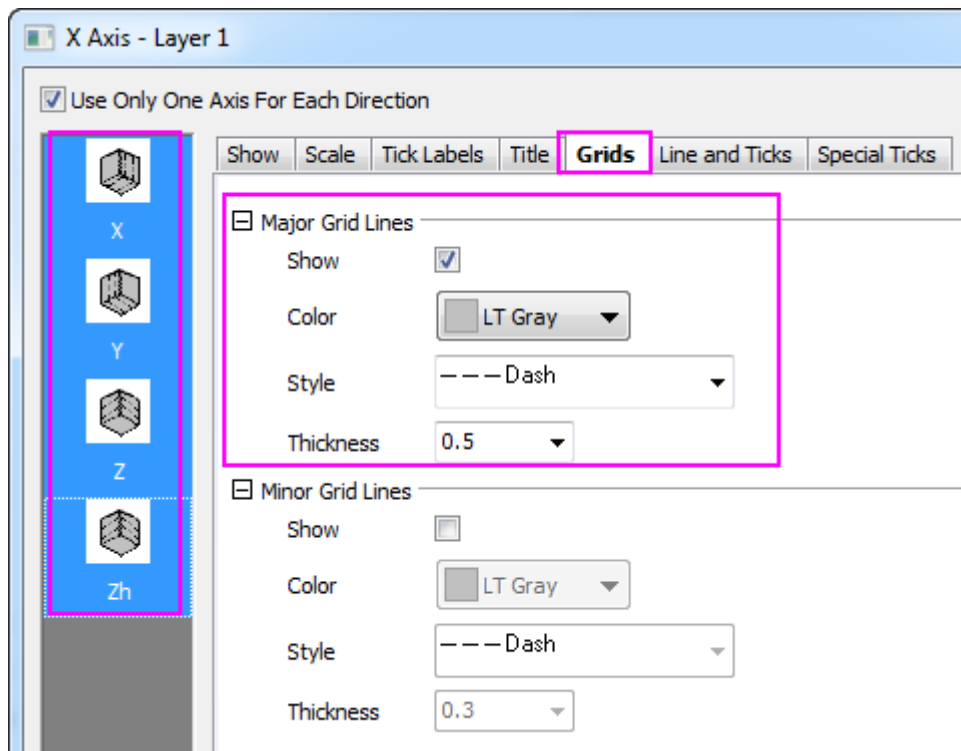 X Axis - Layer 1
Use Only One Axis For Each Direction
X
Y
Z
Zh
Show Scale Tick Labels Title Grids Line and Ticks Special Ticks
Major Grid Lines
Show
Color LT Gray
Style Dash
Thickness 0.5
Minor Grid Lines
Show
Color LT Gray
Style Dash
Thickness 0.3